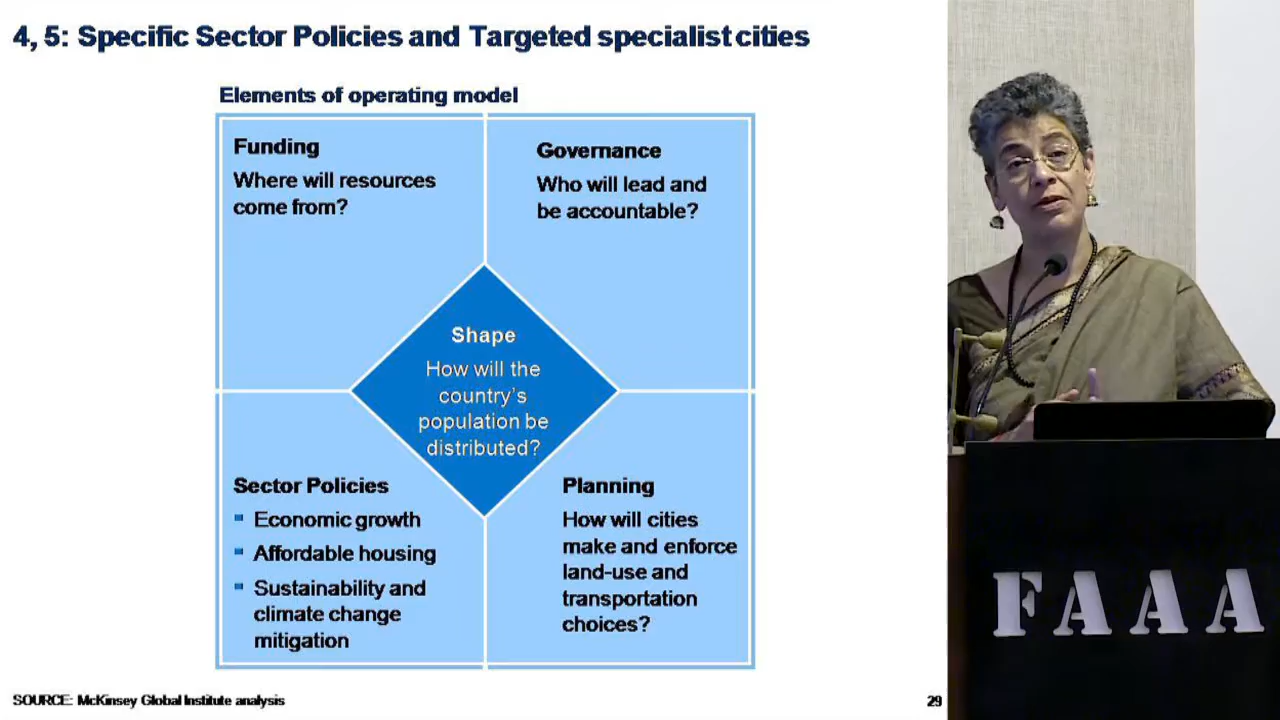 4, 5: Specific Sector Policies and Targeted specialist cities
Elements of operating model
Funding
Where will resources
come from?
Governance
Who will lead and
be accountable?
Shape
How will the
country's
population be
distributed?
Sector Policies
Economic growth
Affordable housing
Sustainability and
climate change
mitigation
Planning
How will cities
make and enforce
land-use and
transportation
choices?
SOURCE: McKinsey Global Institute analysis
29
FAAA